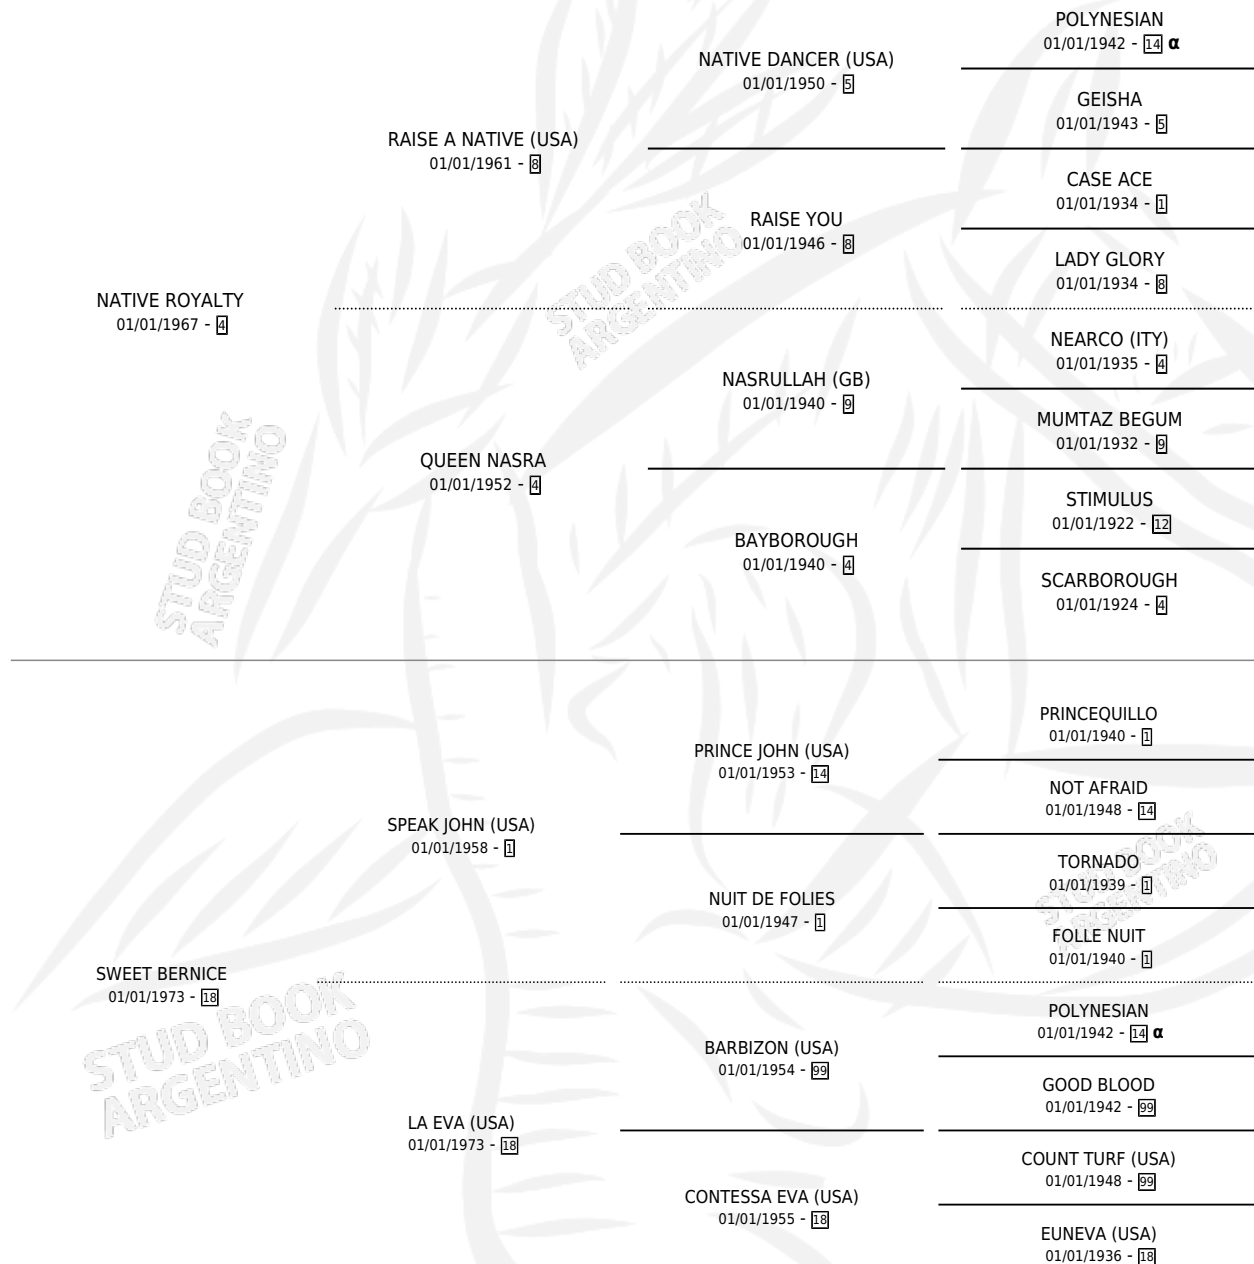 POLYNESIAN
01/01/1942 - 14 α
NATIVE DANCER (USA)
01/01/1950 - 5
GEISHA
01/01/1943 - 5
RAISE A NATIVE (USA)
01/01/1961 - 8
CASE ACE
01/01/1934 - 1
RAISE YOU
01/01/1946 - 8
LADY GLORY
01/01/1934 - 8
NATIVE ROYALTY
01/01/1967 - 4
NEARCO (ITY)
01/01/1935 - 4
NASRULLAH (GB)
01/01/1940 - 9
MUMTAZ BEGUM
01/01/1932 - 9
QUEEN NASRA
01/01/1952 - 4
STIMULUS
01/01/1922 - 12
BAYBOROUGH
01/01/1940 - 4
SCARBOROUGH
01/01/1924 - 4
PRINCEQUILLO
01/01/1940 - 1
PRINCE JOHN (USA)
01/01/1953 - 14
NOT AFRAID
01/01/1948 - 14
SPEAK JOHN (USA)
01/01/1958 - 1
TORNADO
01/01/1939 - 1
NUIT DE FOLIES
01/01/1947 - 1
FOLLE NUIT
01/01/1940 - 1
SWEET BERNICE
01/01/1973 - 18
POLYNESIAN
01/01/1942 - 14 α
BARBIZON (USA)
01/01/1954 - 99
GOOD BLOOD
01/01/1942 - 99
LA EVA (USA)
01/01/1973 - 18
COUNT TURF (USA)
01/01/1948 - 99
CONTESSA EVA (USA)
01/01/1955 - 18
EUNEVA (USA)
01/01/1936 - 18
STUD BOOK
ARGENTINO
STUD BOOK
ARGENTINO
STUD BOOK
ARGENTINO
STUD BOOK
ARGENTINO